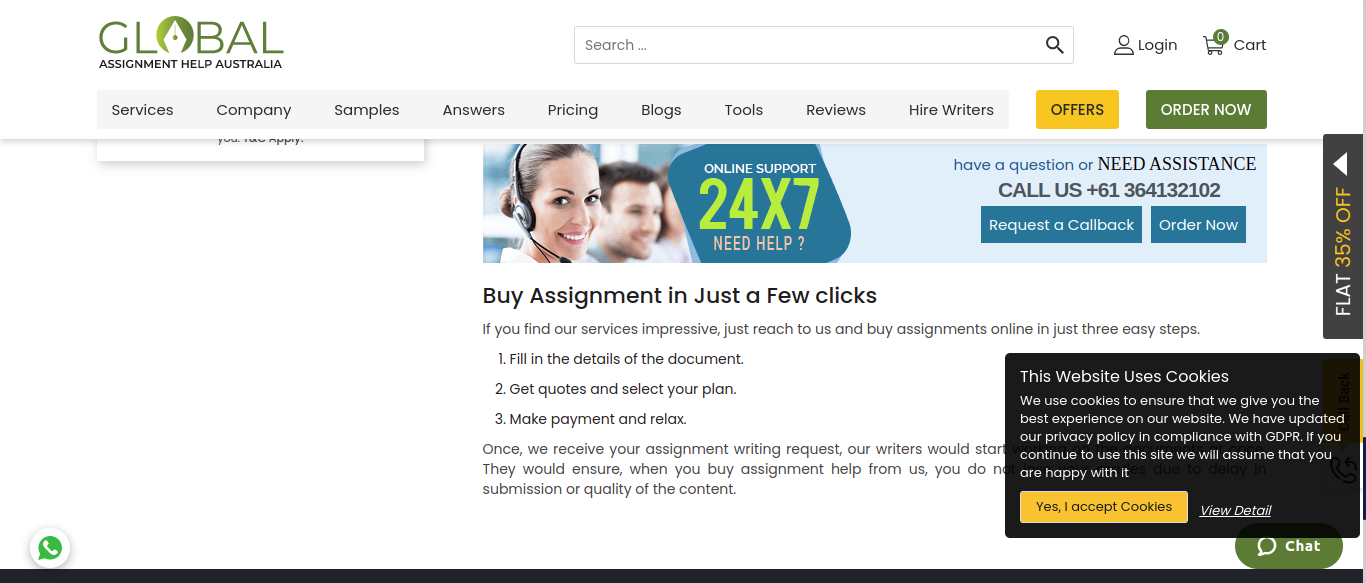 GLOBAL
ASSIGNMENT HELP AUSTRALIA
Search ...
Login
0
Cart
Services
Company
Samples
Answers
Pricing
Blogs
Tools
Reviews
Hire Writers
OFFERS
ORDER NOW
you. T&C Apply.
ONLINE SUPPORT
24X7
NEED HELP ?
have a question or NEED ASSISTANCE
CALL US +61 364132102
Request a Callback
Order Now
FLAT 35% OFF
Buy Assignment in Just a Few clicks
If you find our services impressive, just reach to us and buy assignments online in just three easy steps.
1. Fill in the details of the document.
2. Get quotes and select your plan.
3. Make payment and relax.
Once, we receive your assignment writing request, our writers would start
They would ensure, when you buy assignment help from us, you do not due to delay in
submission or quality of the content.
Call Back
This Website Uses Cookies
We use cookies to ensure that we give you the
best experience on our website. We have updated
our privacy policy in compliance with GDPR. If you
continue to use this site we will assume that you
are happy with it
Yes, I accept Cookies
View Detail
Chat